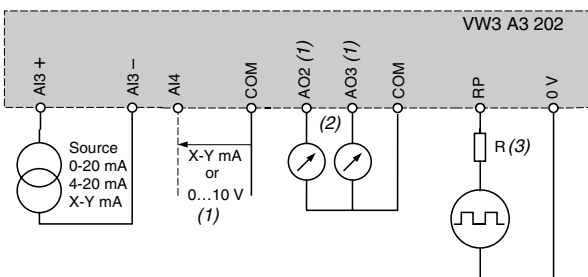 VW3 A3 202
AI3 +
AI3 –
AI4
COM
AO2 (1)
AO3 (1)
COM
RP
0 V
(2)
R (3)
Source
0-20 mA
4-20 mA
X-Y mA
X-Y mA
or
0…10 V
(1)